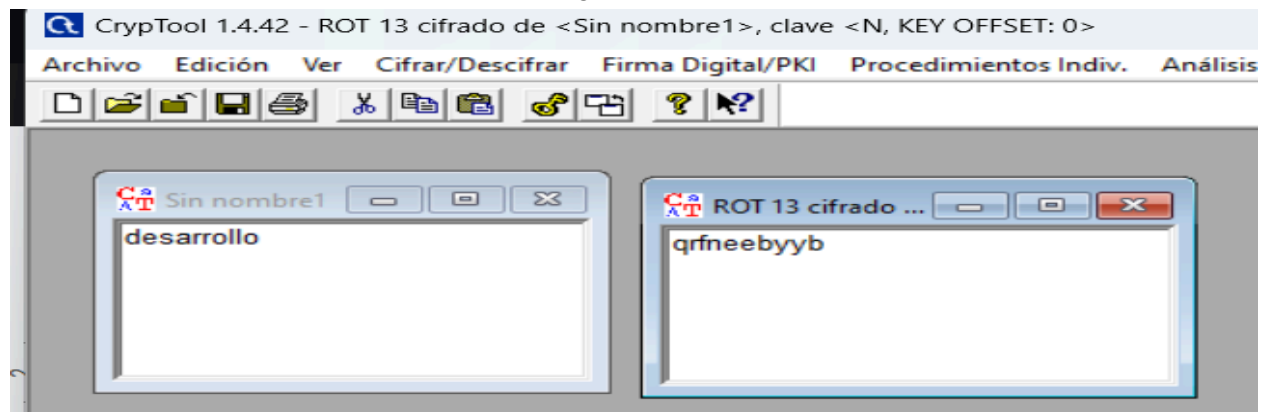 CrypTool 1.4.42 - ROT 13 cifrado de <Sin nombre1>, clave <N, KEY OFFSET: 0>
Archivo Edición Ver Cifrar/Descifrar Firma Digital/PKI Procedimientos Indiv. Análisis
Sin nombre1
desarrollo
ROT 13 cifrado ...
qrfneebyyb